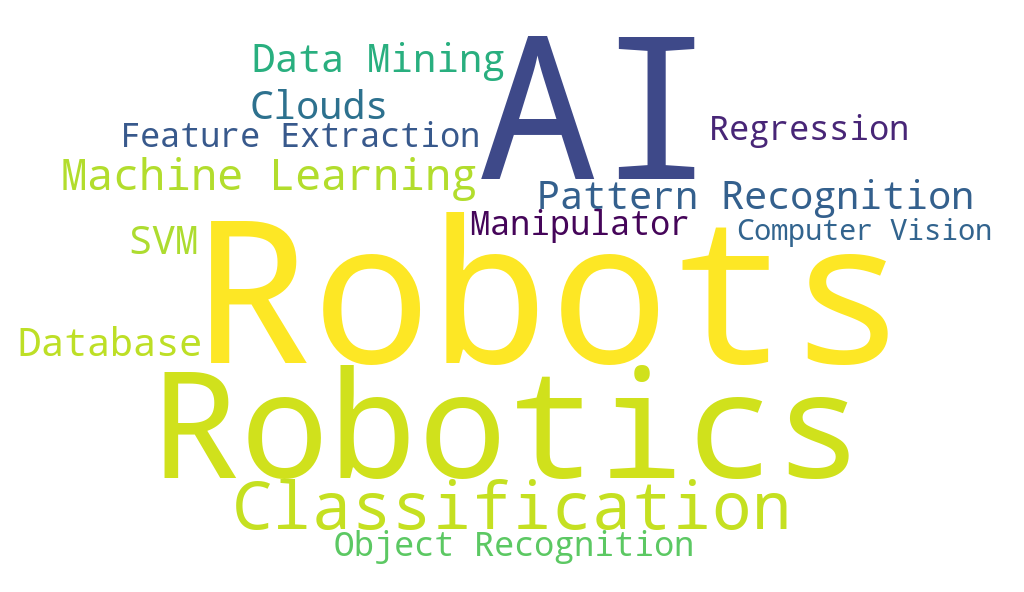 Data Mining
AI
Clouds
Feature Extraction
Regression
Machine Learning
Pattern Recognition
Manipulator
Computer Vision
SVM
Robots
Database
Robotics
Classification
Object Recognition